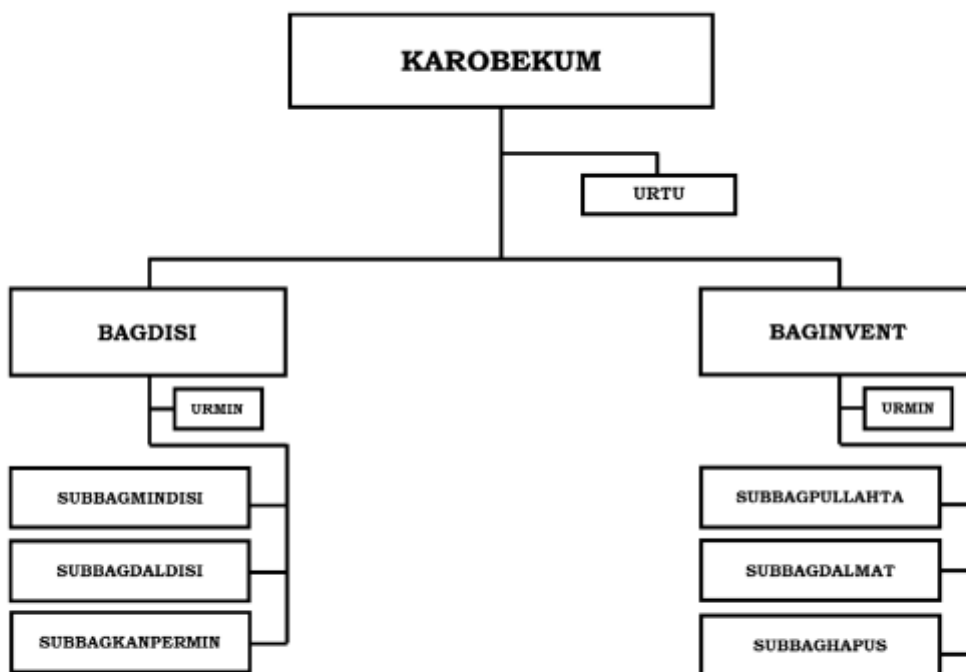 KAROBEKUM
URTU
BAGDISI
BAGINVENT
URMIN
URMIN
SUBBAGMINDISI
SUBBAGPULLAHTA
SUBBAGDALDISI
SUBBAGDALMAT
SUBBAGKANPERMIN
SUBBAGHAPUS